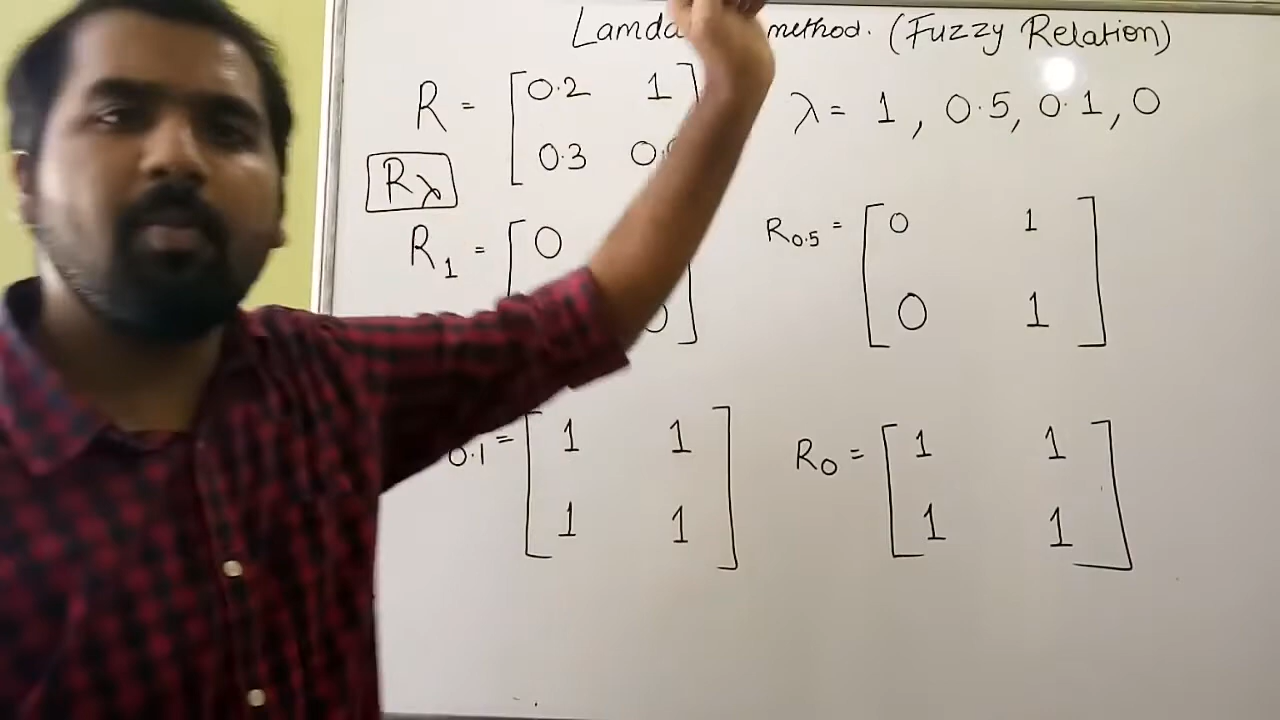 Lamda method. (Fuzzy Relation)
R = [0.2 1
0.3
λ = 1, 0.5, 0.1, 0
Rλ
R1 = [0
0]
R0.5 = [0 1]
[0 1]
0.1 = [1 1]
[1 1]
R0 = [1 1]
[1 1]